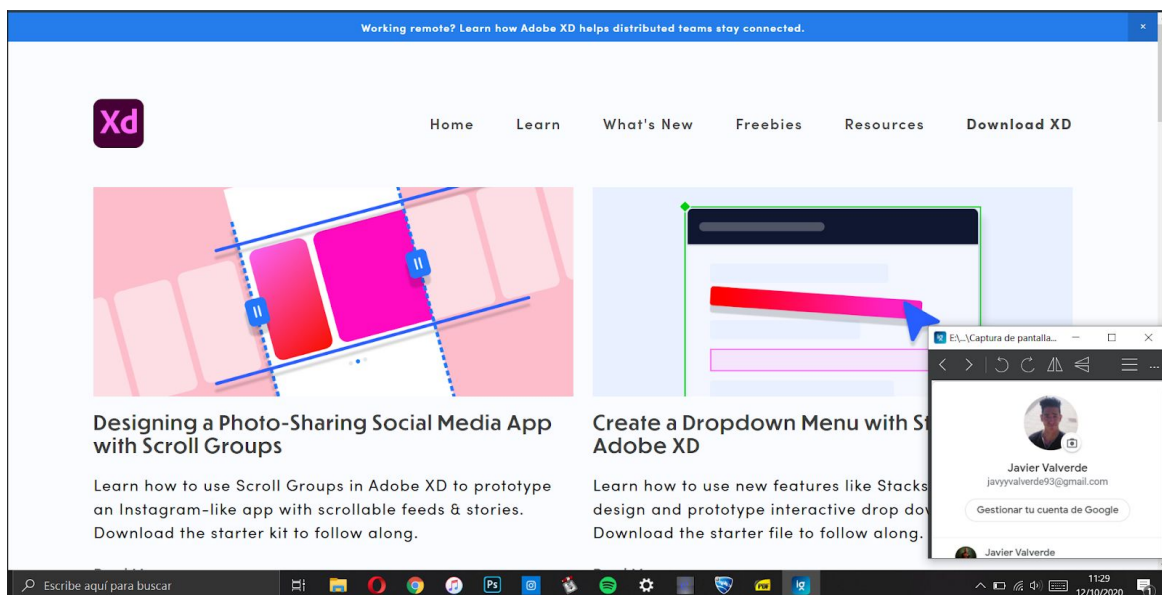 Working remote? Learn how Adobe XD helps distributed teams stay connected.
×
Xd
Home Learn What's New Freebies Resources Download XD
Designing a Photo-Sharing Social Media App
with Scroll Groups
Learn how to use Scroll Groups in Adobe XD to prototype
an Instagram-like app with scrollable feeds & stories.
Download the starter kit to follow along.
Create a Dropdown Menu with
Adobe XD
Learn how to use new features like Stacks
design and prototype interactive drop
Download the starter file to follow along.
E:\...\Captura de pantalla...
Javier Valverde
javyyvalverde93@gmail.com
Gestionar tu cuenta de Google
Javier Valverde
Escribe aquí para buscar
Ps
ig
11:29
12/10/2020
1